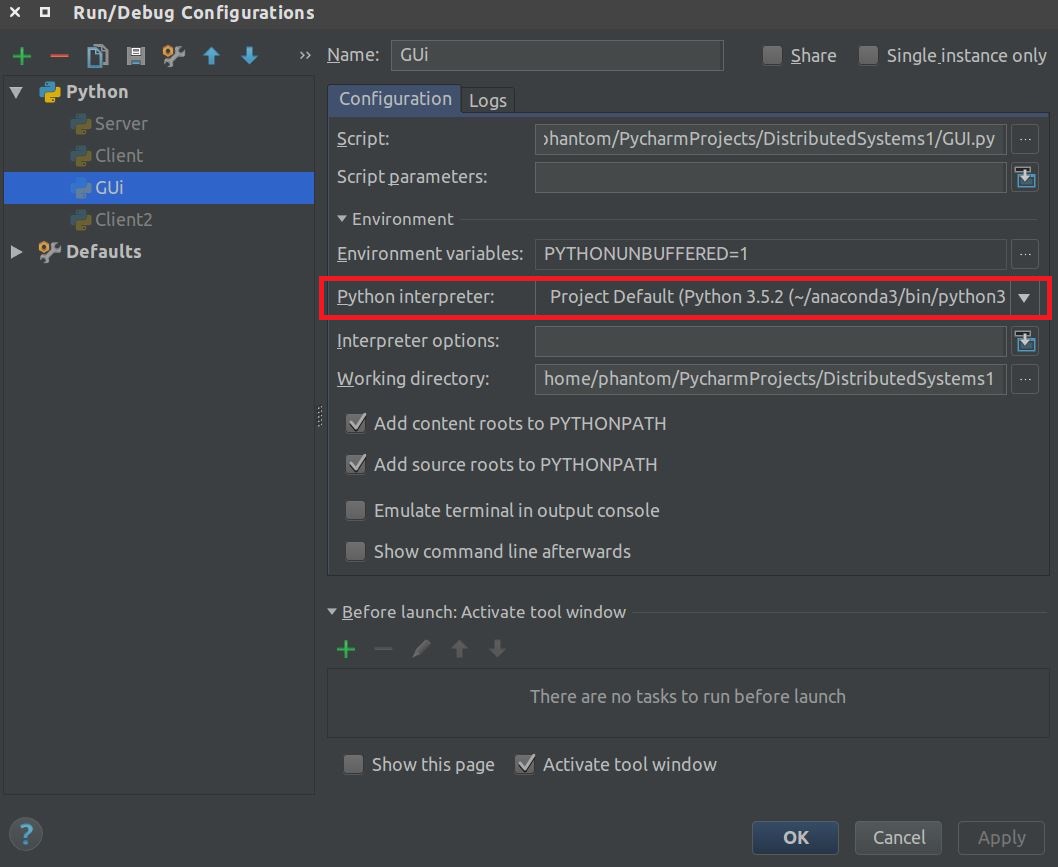 Run/Debug Configurations
Name: GUi Share Single instance only
Python
Server
Client
GUi
Client2
Defaults
Configuration Logs
Script: phantom/PycharmProjects/DistributedSystems1/GUI.py ...
Script parameters:
Environment
Environment variables: PYTHONUNBUFFERED=1 ...
Python interpreter: Project Default (Python 3.5.2 (~/anaconda3/bin/python3
Interpreter options:
Working directory: home/phantom/PycharmProjects/DistributedSystems1 ...
Add content roots to PYTHONPATH
Add source roots to PYTHONPATH
Emulate terminal in output console
Show command line afterwards
Before launch: Activate tool window
There are no tasks to run before launch
Show this page Activate tool window
? OK Cancel Apply